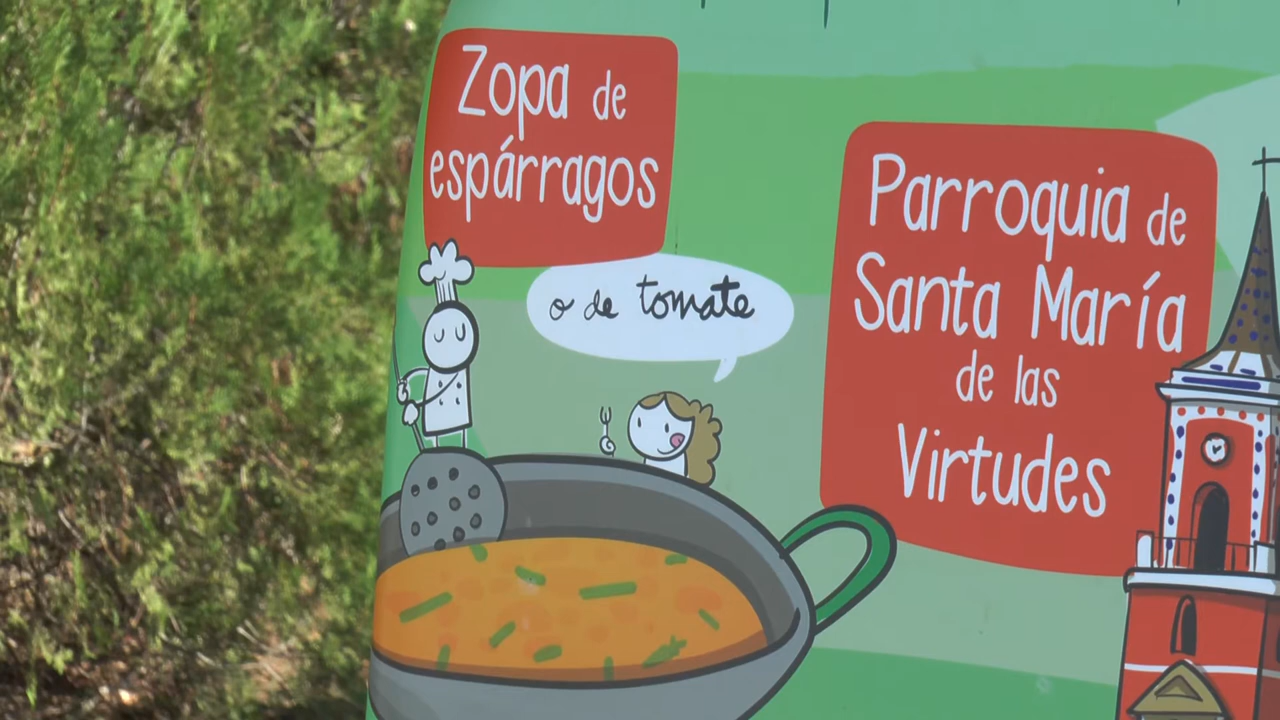 Zopa de
espárragos
o de tomate
Parroquia de
Santa María
de las
Virtudes